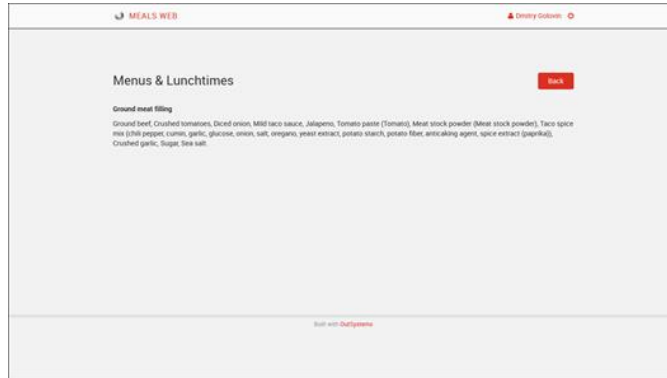 MEALS WEB
Dmitry Golovin
Menus & Lunchtimes
Back
Ground meat filling
Ground beef, Crushed tomatoes, Diced onion, Mild taco sauce, Jalapeno, Tomato paste (Tomato), Meat stock powder (Meat stock powder), Taco spice
mix (chili pepper, cumin, garlic, glucose, onion, salt, oregano, yeast extract, potato starch, potato fiber, anticaking agent, spice extract (paprika)),
Crushed garlic, Sugar, Sea salt.
Built with OutSystems